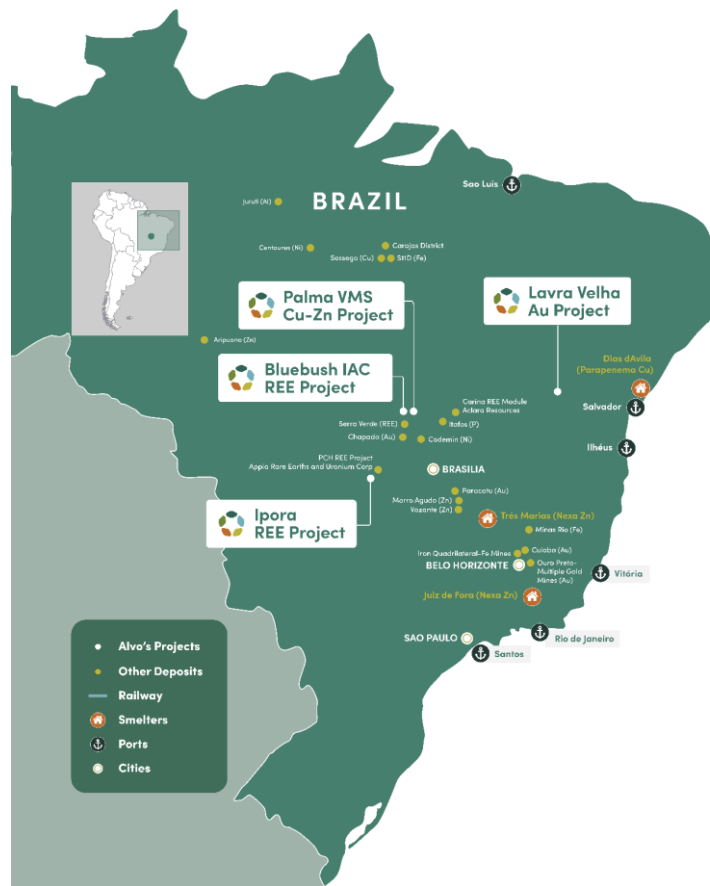 Sao Luis
BRAZIL
Juruti (Al)
Carajas District
Centoures (Ni)
Sossego (Cu)
S11D (Fe)
Palma VMS
Cu-Zn Project
Lavra Velha
Au Project
Aripuana (Zn)
Dias dAvila
(Parapenema Cu)
Bluebush IAC
REE Project
Carina REE Module
Aclara Resources
Salvador
Serra Verde (REE)
Itafos (P)
Chapada (Au)
Codemin (Ni)
Ilhéus
PCH REE Project
Appia Rare Earths and Uranium Corp
BRASILIA
Paracatu (Au)
Morro Agudo (Zn)
Vazante (Zn)
Ipora
REE Project
Três Marias (Nexa Zn)
Minas Rio (Fe)
Iron Quadrilateral-Fe Mines
Cuiaba (Au)
BELO HORIZONTE
Ouro Preto-
Multiple Gold
Mines (Au)
Vitória
Juiz de Fora (Nexa Zn)
SAO PAULO
Rio de Janeiro
Santos
Alvo's Projects
Other Deposits
Railway
Smelters
Ports
Cities